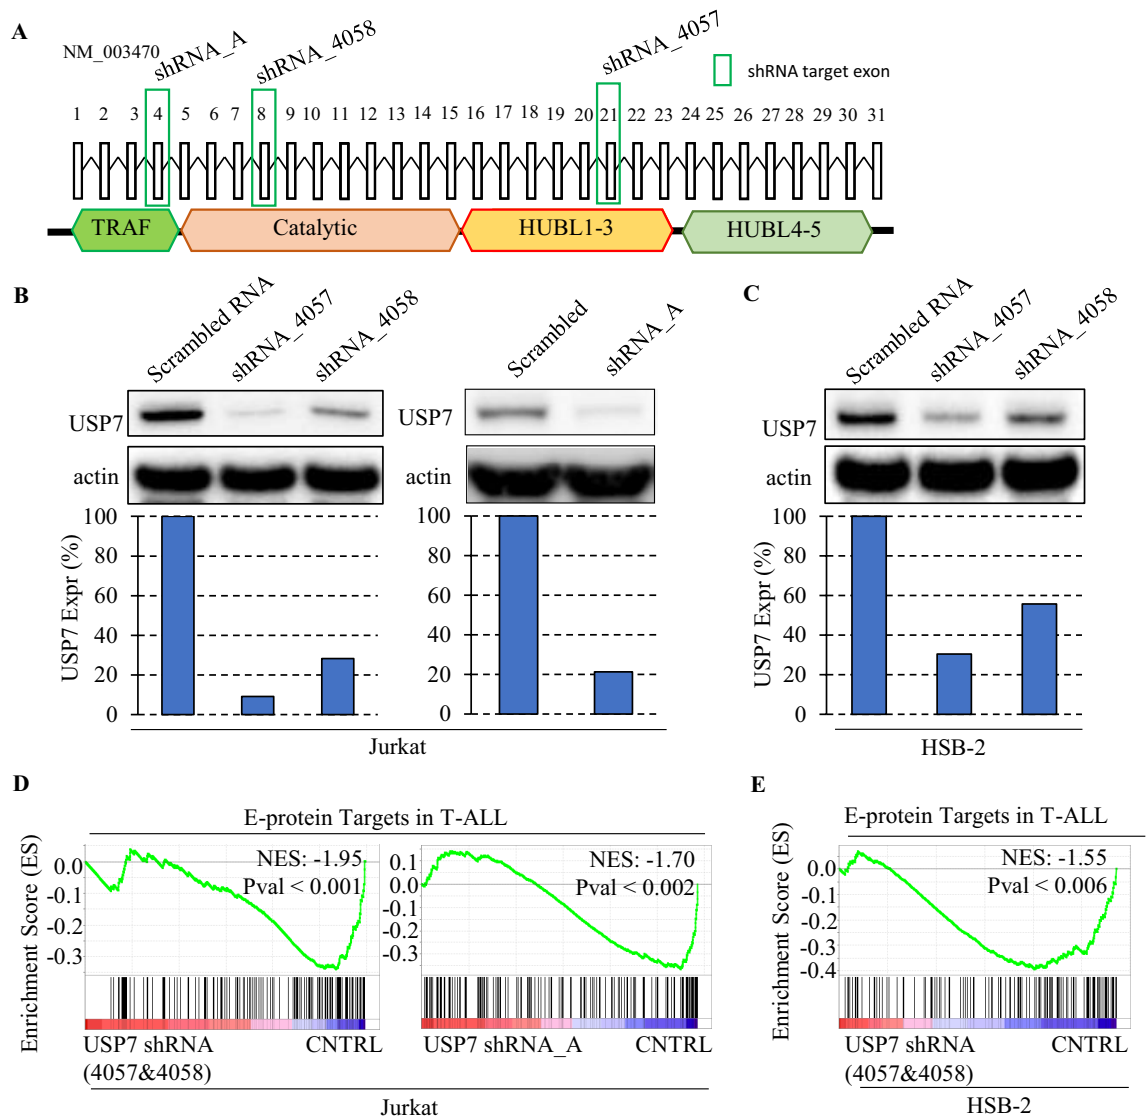 A
NM_003470
shRNA_A
shRNA_4058
shRNA_4057
shRNA target exon
1 2 3 4 5 6 7 8 9 10 11 12 13 14 15 16 17 18 19 20 21 22 23 24 25 26 27 28 29 30 31
TRAF Catalytic HUBL1-3 HUBL4-5
B
Scrambled RNA
shRNA_4057
shRNA_4058
USP7
actin
100
80
60
40
20
0
USP7 Expr (%)
Scrambled
shRNA_A
USP7
actin
100
80
60
40
20
0
Jurkat
C
Scrambled RNA
shRNA_4057
shRNA_4058
USP7
actin
100
80
60
40
20
0
USP7 Expr (%)
HSB-2
D
E-protein Targets in T-ALL
Enrichment Score (ES)
0.0
-0.1
-0.2
-0.3
NES: -1.95
Pval < 0.001
USP7 shRNA
(4057&4058)
CNTRL
0.1
0.0
-0.1
-0.2
-0.3
NES: -1.70
Pval < 0.002
USP7 shRNA_A
CNTRL
Jurkat
E
E-protein Targets in T-ALL
Enrichment Score (ES)
0.0
-0.1
-0.2
-0.3
-0.4
NES: -1.55
Pval < 0.006
USP7 shRNA
(4057&4058)
CNTRL
HSB-2